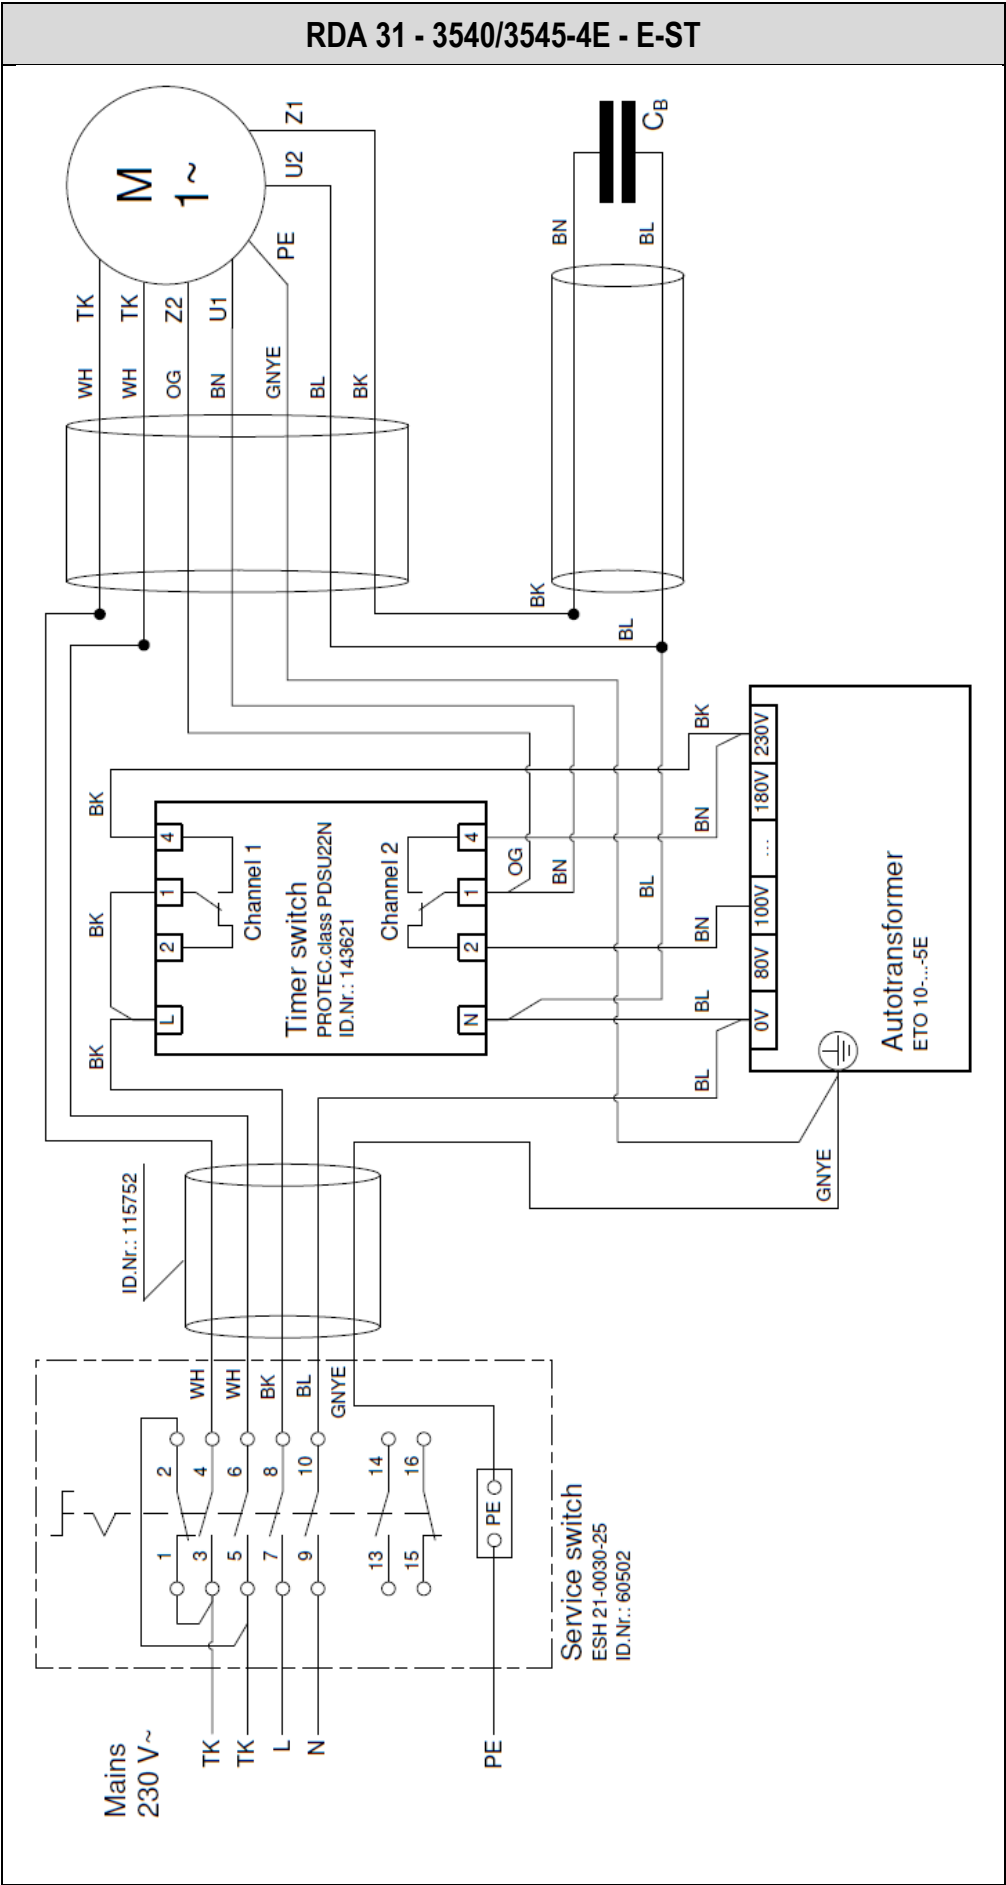 RDA 31 - 3540/3545-4E - E-ST
M
1~
Z1
U2
PE
TK
TK
Z2
U1
WH
WH
OG
BN
GNYE
BL
BK
CB
BN
BL
BK
BL
BK
BK
BK
4
1
2
L
Channel 1
Timer switch
PROTEC.class PDSU22N
ID.Nr.: 143621
Channel 2
4
1
2
N
OG
BN
BL
BK
BN
BN
BL
BL
230V
180V
...
100V
80V
0V
Autotransformer
ETO 10-...-5E
GNYE
ID.Nr.: 115752
WH
WH
BK
BL
GNYE
2
4
6
8
10
14
16
1
3
5
7
9
13
15
PE
Service switch
ESH 21-0030-25
ID.Nr.: 60502
Mains
230 V~
TK
TK
L
N
PE